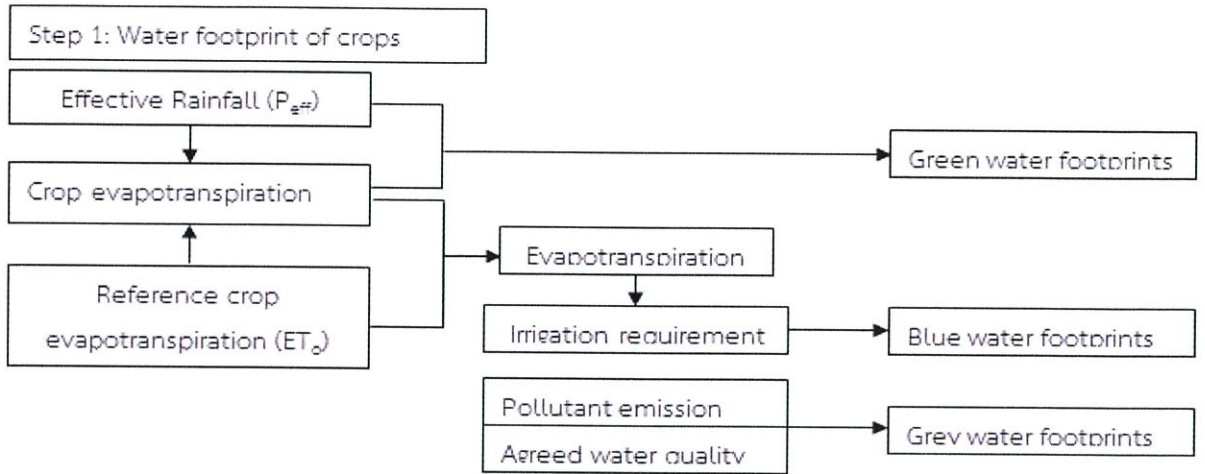 Step 1: Water footprint of crops
Effective Rainfall (Peff)
Green water footprints
Crop evapotranspiration
Evapotranspiration
Reference crop
evapotranspiration (ETo)
Irrigation requirement
Blue water footprints
Pollutant emission
Agreed water quality
Grey water footprints